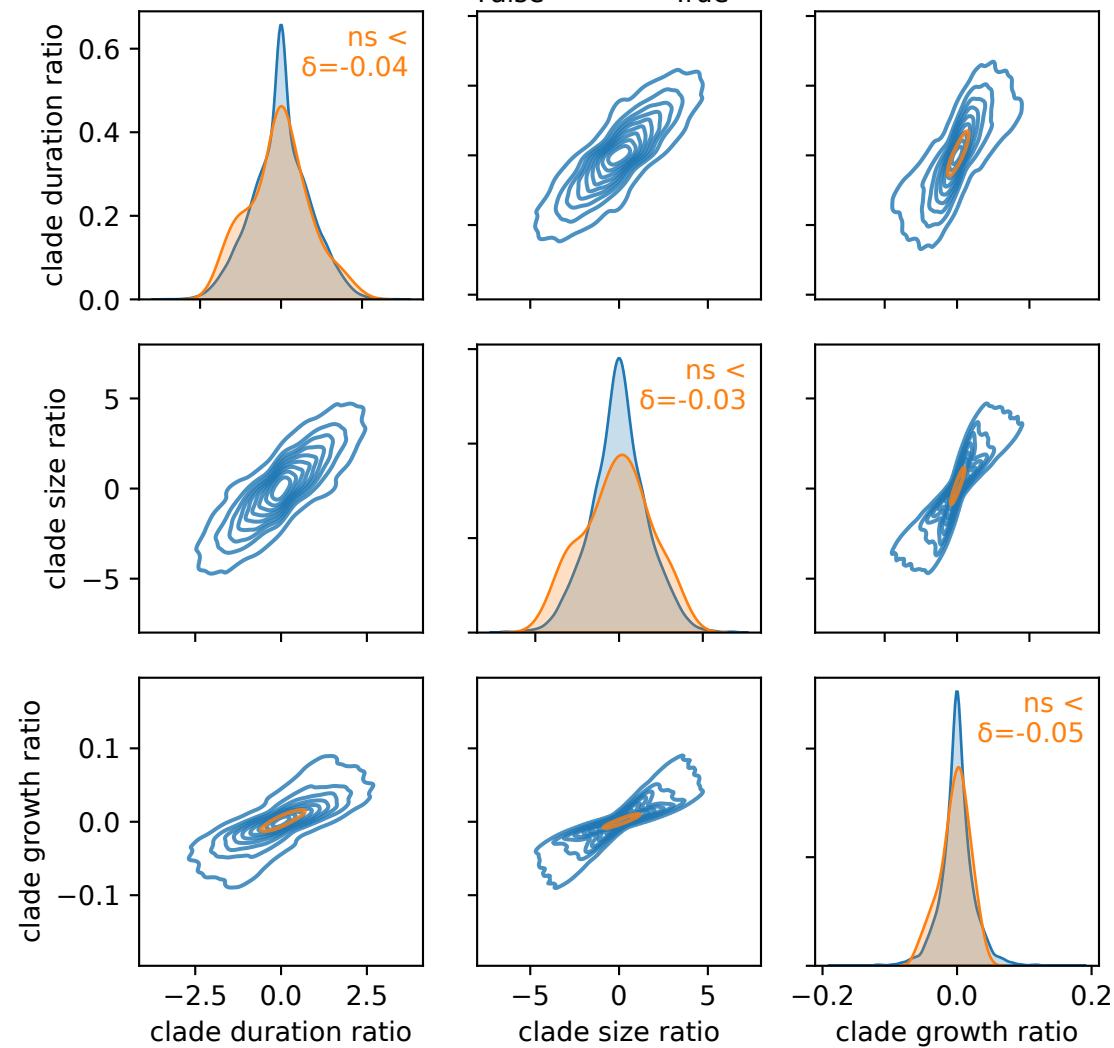 clade duration ratio
0.6
0.4
0.2
0.0
ns <
δ=-0.04
clade size ratio
5
0
−5
ns <
δ=-0.03
clade growth ratio
0.1
0.0
−0.1
ns <
δ=-0.05
−2.5 0.0 2.5
−5 0 5
−0.2 0.0 0.2
clade duration ratio
clade size ratio
clade growth ratio